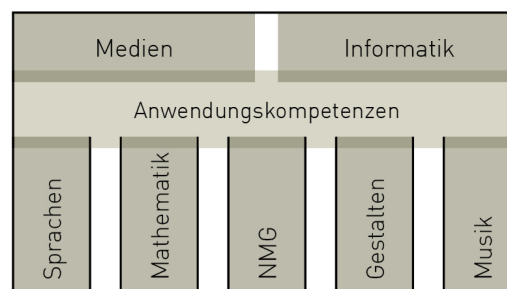 Medien
Informatik
Anwendungskompetenzen
Sprachen
Mathematik
NMG
Gestalten
Musik